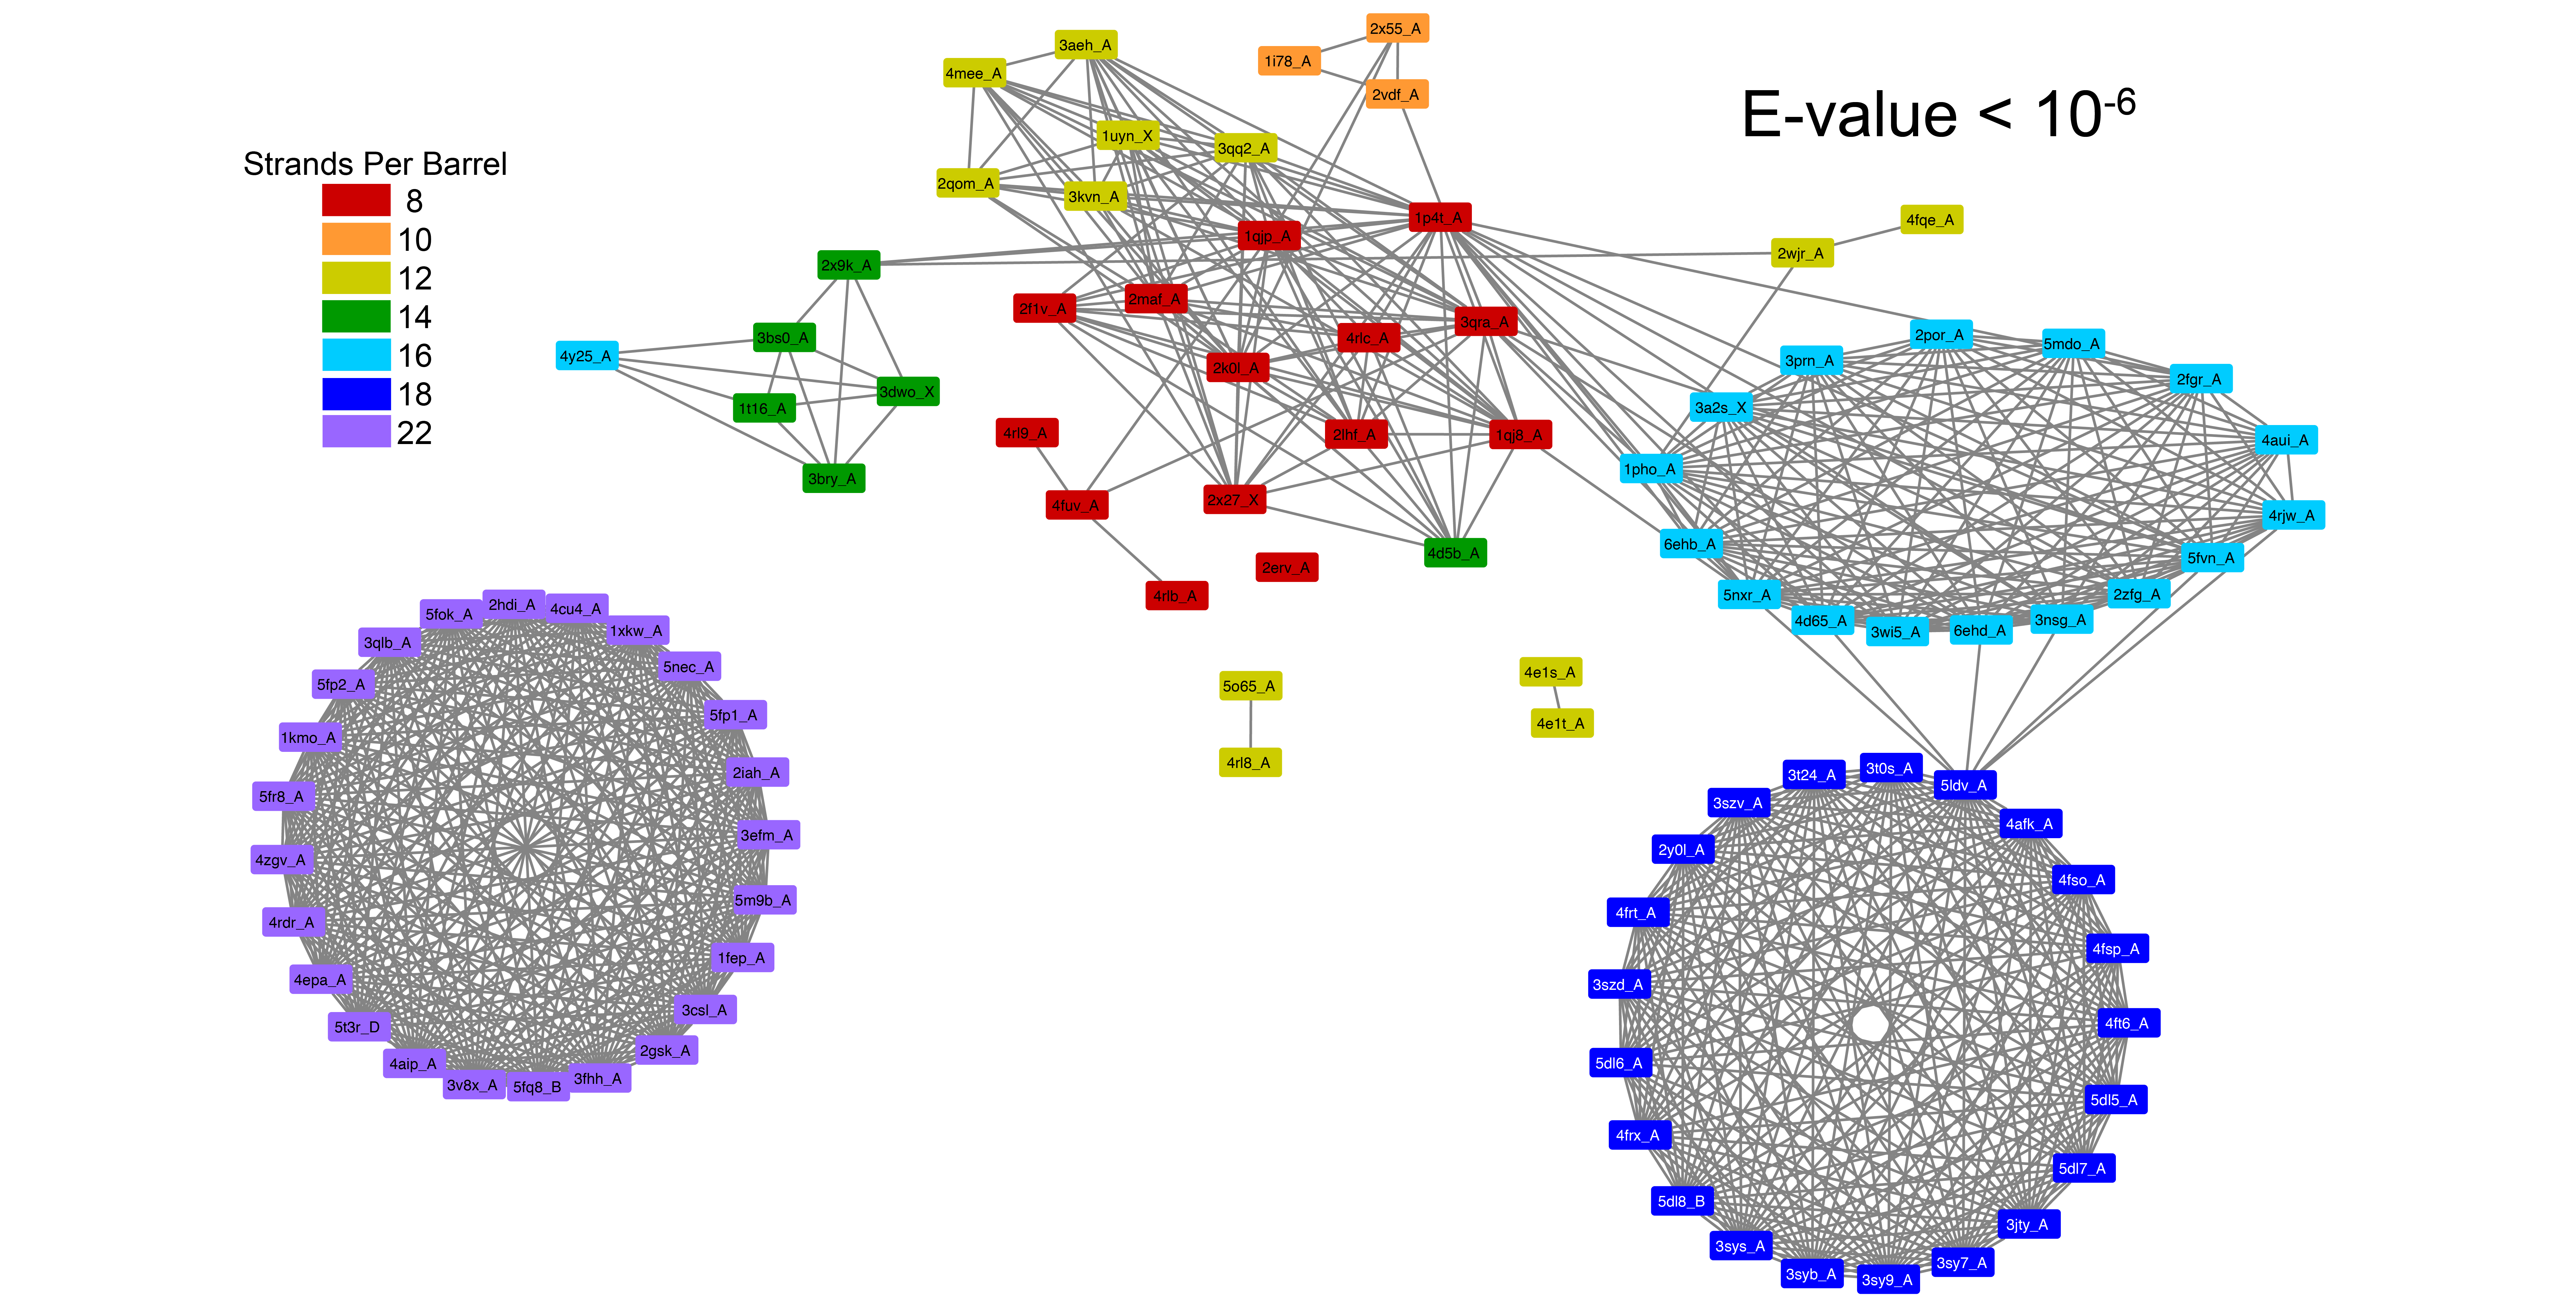 E-value < 10-6
Strands Per Barrel
8
10
12
14
16
18
22
2x55_A
1i78_A
2vdf_A
3aeh_A
4mee_A
1uyn_X
3qq2_A
2qom_A
3kvn_A
1p4t_A
1qjp_A
4fqe_A
2wjr_A
2x9k_A
2f1v_A
2maf_A
3qra_A
4rlc_A
2k0l_A
3bs0_A
4y25_A
3dwo_X
1t16_A
3bry_A
4rl9_A
2lhf_A
1qj8_A
4fuv_A
2x27_X
4d5b_A
2erv_A
4rlb_A
2por_A
5mdo_A
3prn_A
2fgr_A
3a2s_X
4aui_A
1pho_A
4rjw_A
6ehb_A
5fvn_A
5nxr_A
2zfg_A
4d65_A
3wi5_A
6ehd_A
3nsg_A
2hdi_A
4cu4_A
5fok_A
1xkw_A
3qlb_A
5nec_A
5fp2_A
5fp1_A
1kmo_A
2iah_A
5fr8_A
3efm_A
4zgv_A
5m9b_A
4rdr_A
1fep_A
4epa_A
3csl_A
5t3r_D
2gsk_A
4aip_A
3v8x_A
5fq8_B
3fhh_A
5o65_A
4rl8_A
4e1s_A
4e1t_A
3t24_A
3t0s_A
5ldv_A
3szv_A
4afk_A
2y0l_A
4fso_A
4frt_A
4fsp_A
3szd_A
4ft6_A
5dl6_A
5dl5_A
4frx_A
5dl7_A
5dl8_B
3jty_A
3sys_A
3syb_A
3sy9_A
3sy7_A